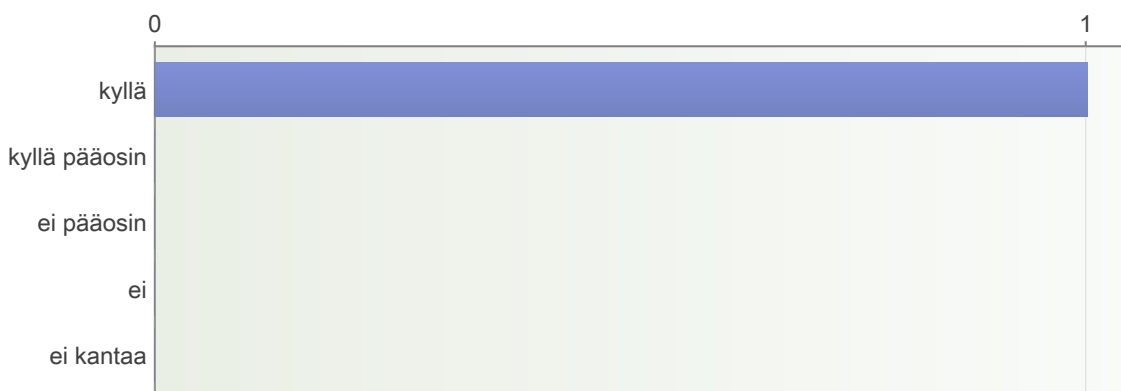 0 1
kyllä
kyllä pääosin
ei pääosin
ei
ei kantaa